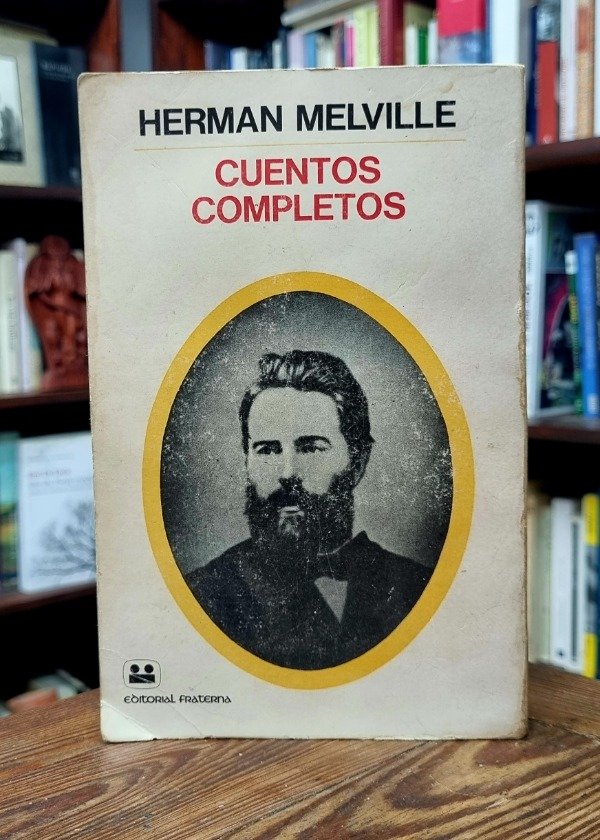 HERMAN MELVILLE
CUENTOS
COMPLETOS
EDITORIAL FRATERNA